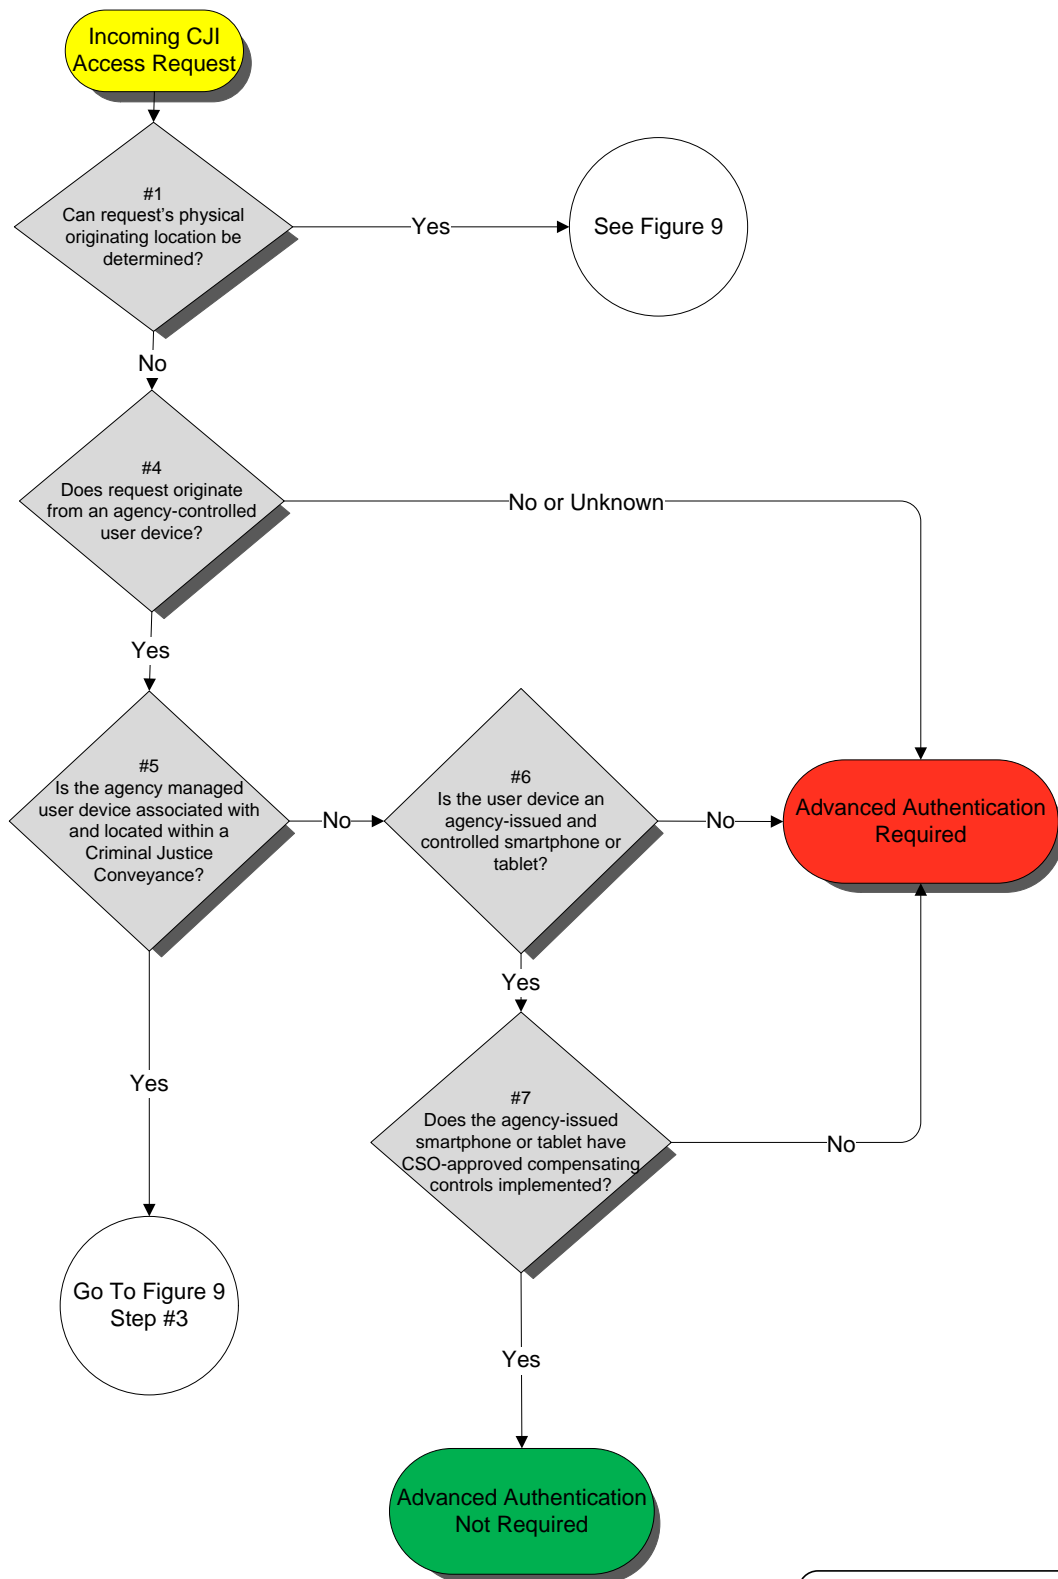 Incoming CJI
Access Request
#1
Can request's physical
originating location be
determined?
Yes
See Figure 9
No
#4
Does request originate
from an agency-controlled
user device?
No or Unknown
Yes
#5
Is the agency managed
user device associated with
and located within a
Criminal Justice
Conveyance?
No
#6
Is the user device an
agency-issued and
controlled smartphone or
tablet?
No
Advanced Authentication
Required
Yes
Yes
#7
Does the agency-issued
smartphone or tablet have
CSO-approved compensating
controls implemented?
No
Go To Figure 9
Step #3
Yes
Advanced Authentication
Not Required